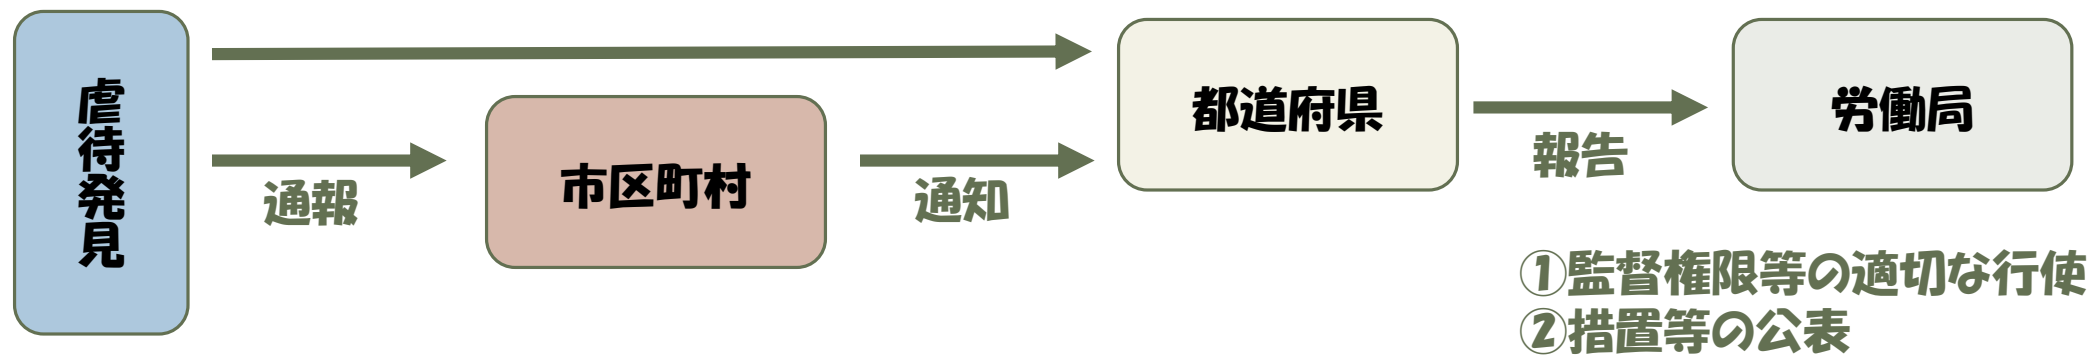 虐待発見
通報
市区町村
通知
都道府県
報告
労働局
①監督権限等の適切な行使
②措置等の公表